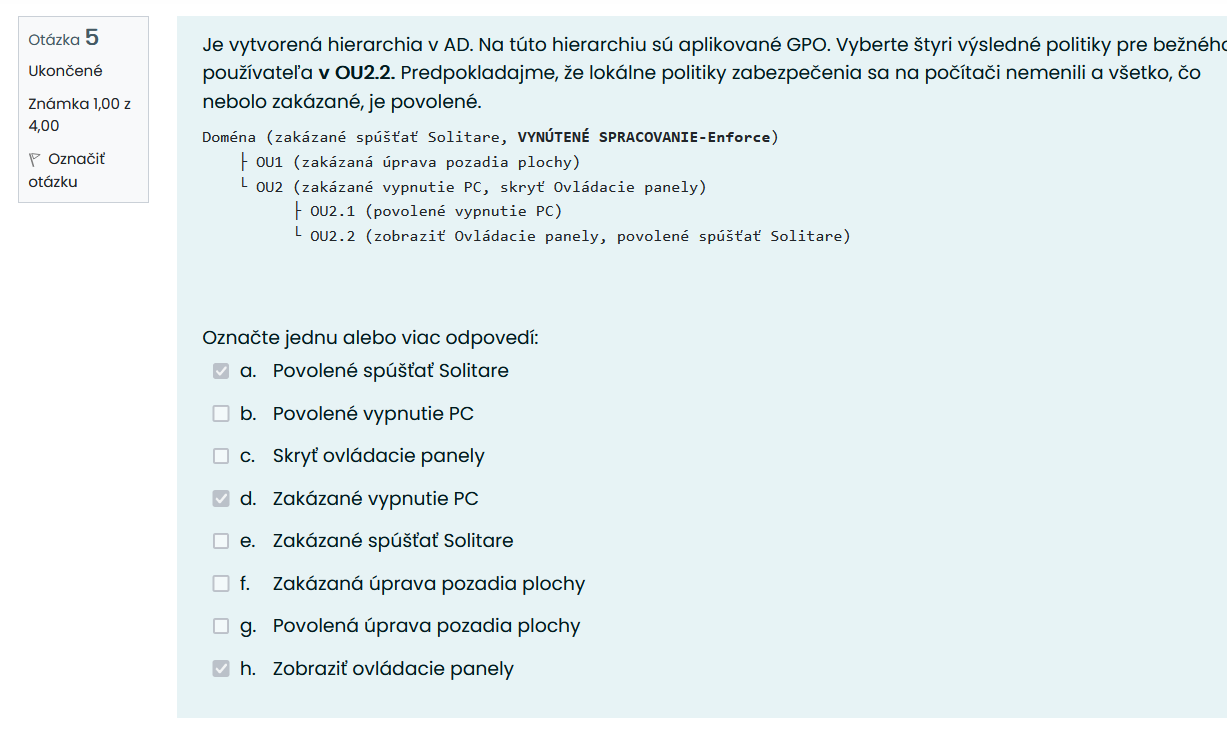 Otázka 5
Ukončené
Známka 1,00 z
4,00
Označiť
otázku
Je vytvorená hierarchia v AD. Na túto hierarchiu sú aplikované GPO. Vyberte štyri výsledné politiky pre bežného
používateľa v OU2.2. Predpokladajme, že lokálne politiky zabezpečenia sa na počítači nemenili a všetko, čo
nebolo zakázané, je povolené.
Doména (zakázané spúšťať Solitare, VYNÚTENÉ SPRACOVANIE-Enforce)
├ OU1 (zakázaná úprava pozadia plochy)
└ OU2 (zakázané vypnutie PC, skryť Ovládacie panely)
├ OU2.1 (povolené vypnutie PC)
└ OU2.2 (zobraziť Ovládacie panely, povolené spúšťať Solitare)
Označte jednu alebo viac odpovedí:
a. Povolené spúšťať Solitare
b. Povolené vypnutie PC
c. Skryť ovládacie panely
d. Zakázané vypnutie PC
e. Zakázané spúšťať Solitare
f. Zakázaná úprava pozadia plochy
g. Povolená úprava pozadia plochy
h. Zobraziť ovládacie panely